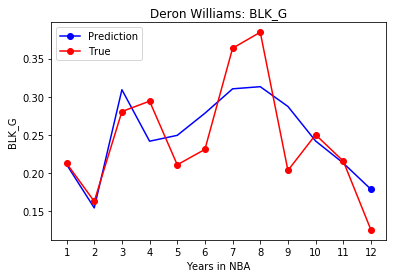 Deron Williams: BLK_G
Prediction
True
0.35
0.30
0.25
0.20
0.15
BLK_G
1 2 3 4 5 6 7 8 9 10 11 12
Years in NBA